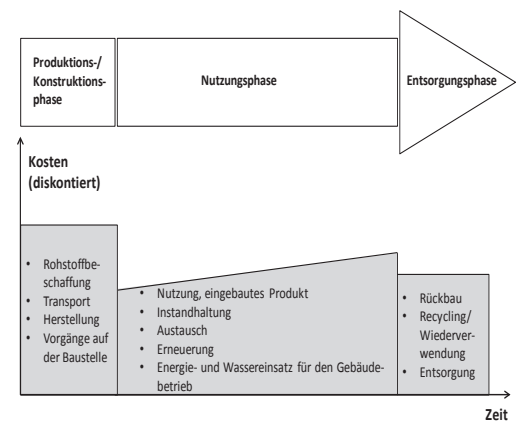 Produktions-/
Konstruktions-
phase
Nutzungsphase
Entsorgungsphase
Kosten
(diskontiert)
• Rohstoffbe-
schaffung
• Transport
• Herstellung
• Vorgänge auf
der Baustelle
• Nutzung, eingebautes Produkt
• Instandhaltung
• Austausch
• Erneuerung
• Energie- und Wassereinsatz für den Gebäude-
betrieb
• Rückbau
• Recycling/
Wiederver-
wendung
• Entsorgung
Zeit